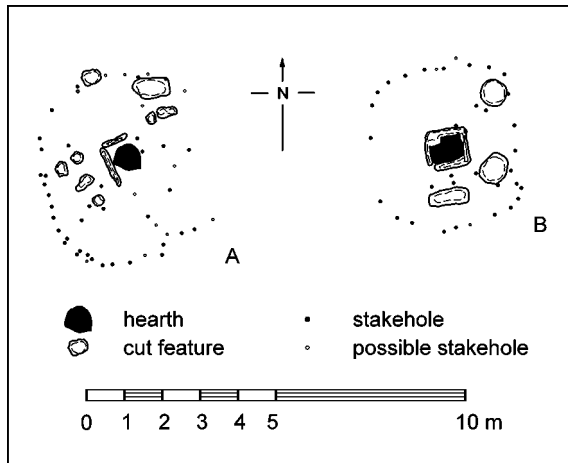 N
A
B
hearth
stakehole
cut feature
possible stakehole
0 1 2 3 4 5 10 m